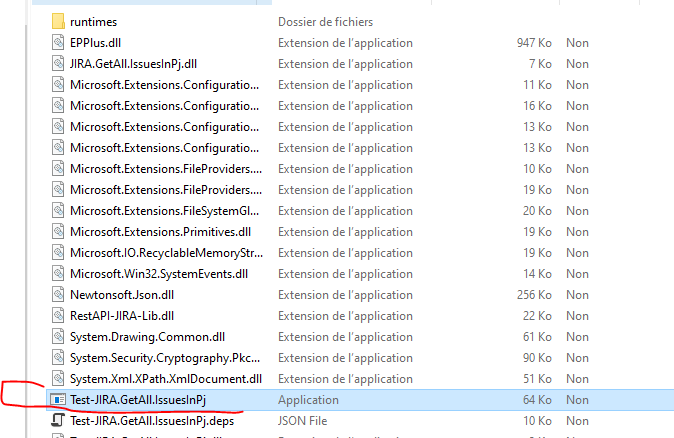 runtimes Dossier de fichiers
EPPlus.dll Extension de l'application 947 Ko Non
JIRA.GetAll.IssuesInPj.dll Extension de l'application 7 Ko Non
Microsoft.Extensions.Configuratio... Extension de l'application 11 Ko Non
Microsoft.Extensions.Configuratio... Extension de l'application 16 Ko Non
Microsoft.Extensions.Configuratio... Extension de l'application 13 Ko Non
Microsoft.Extensions.Configuratio... Extension de l'application 13 Ko Non
Microsoft.Extensions.FileProviders.... Extension de l'application 10 Ko Non
Microsoft.Extensions.FileProviders.... Extension de l'application 19 Ko Non
Microsoft.Extensions.FileSystemGl... Extension de l'application 20 Ko Non
Microsoft.Extensions.Primitives.dll Extension de l'application 19 Ko Non
Microsoft.IO.RecyclableMemoryStr... Extension de l'application 19 Ko Non
Microsoft.Win32.SystemEvents.dll Extension de l'application 14 Ko Non
Newtonsoft.Json.dll Extension de l'application 256 Ko Non
RestAPI-JIRA-Lib.dll Extension de l'application 22 Ko Non
System.Drawing.Common.dll Extension de l'application 61 Ko Non
System.Security.Cryptography.Pkc... Extension de l'application 90 Ko Non
System.Xml.XPath.XmlDocument.dll Extension de l'application 51 Ko Non
Test-JIRA.GetAll.IssuesInPj Application 64 Ko Non
Test-JIRA.GetAll.IssuesInPj.deps JSON File 10 Ko Non